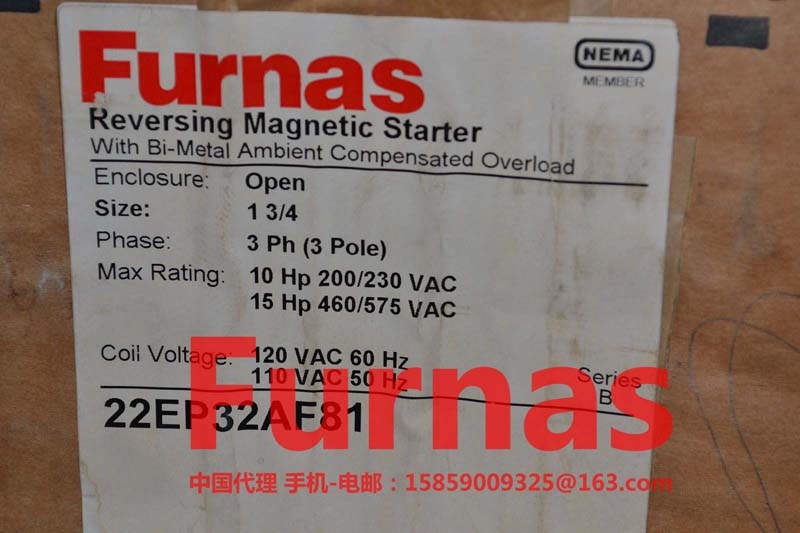 Furnas
NEMA
MEMBER
Reversing Magnetic Starter
With Bi-Metal Ambient Compensated Overload
Enclosure: Open
Size: 1 3/4
Phase: 3 Ph (3 Pole)
Max Rating: 10 Hp 200/230 VAC
15 Hp 460/575 VAC
Coil Voltage: 120 VAC 60 Hz
110 VAC 50 Hz
Series
B
22EP32AF81
Furnas
中国代理 手机-电邮：15859009325@163.com